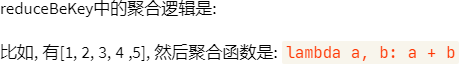 reduceBeKey中的聚合逻辑是:
比如, 有[1, 2, 3, 4 ,5], 然后聚合函数是: lambda a, b: a + b